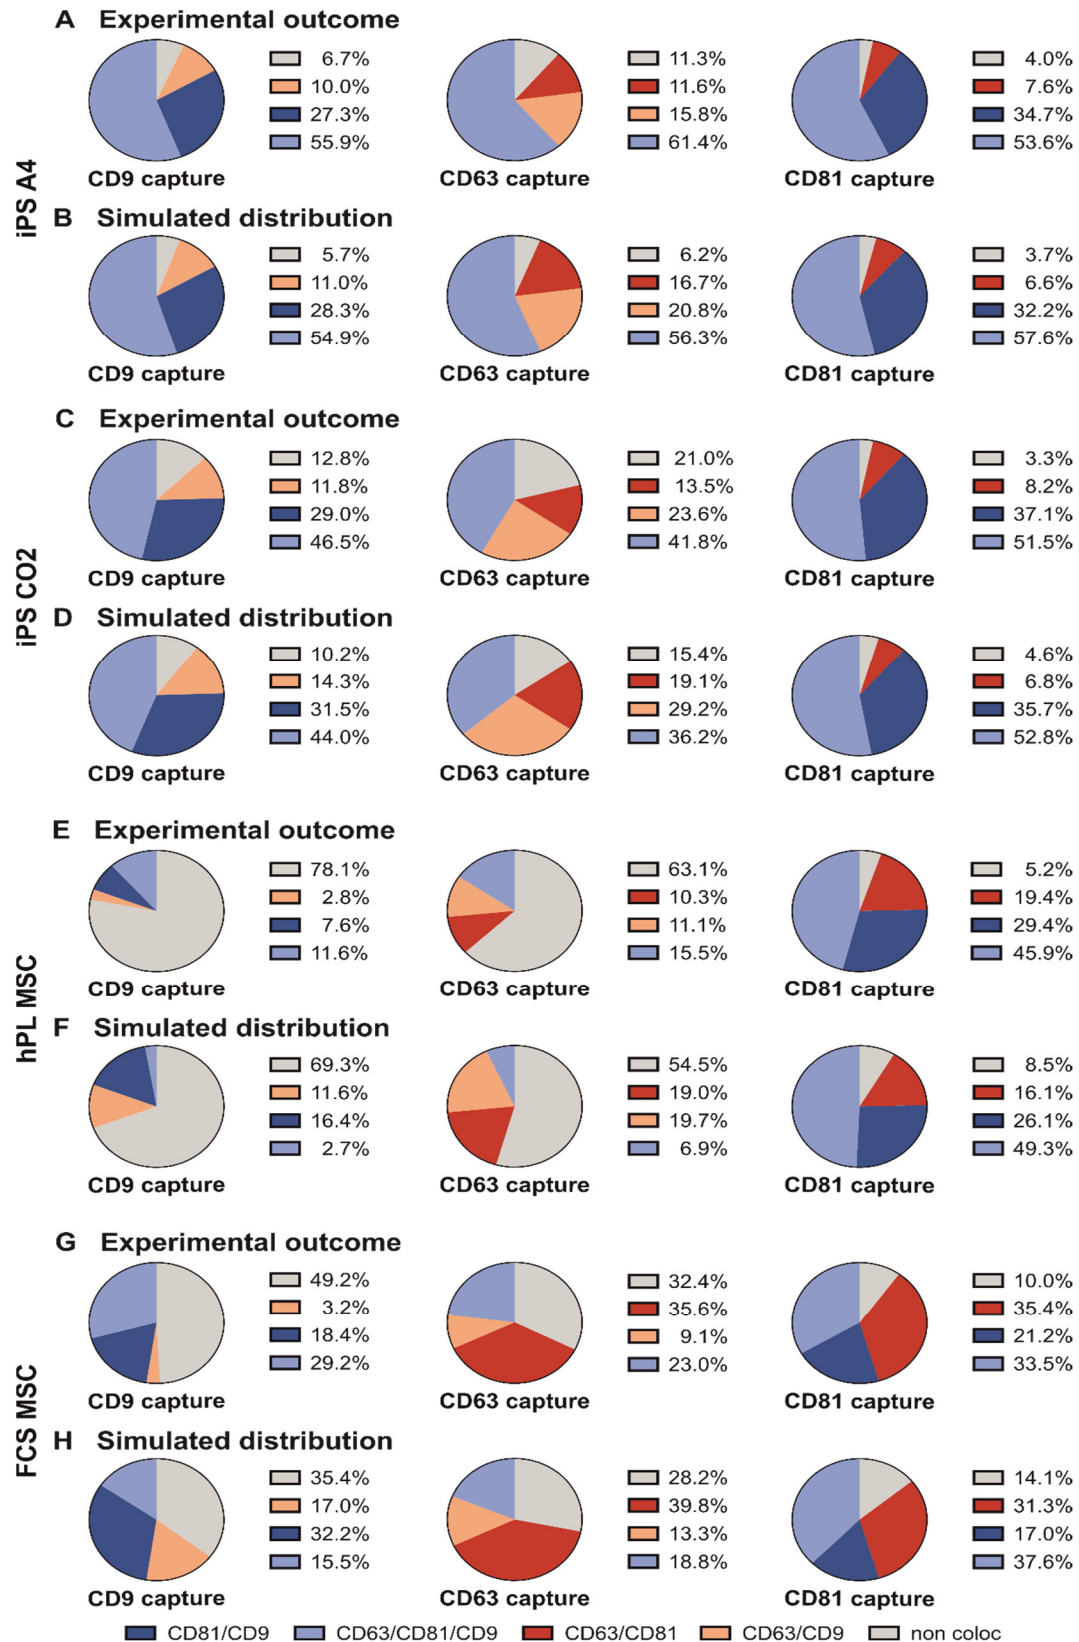 A Experimental outcome
6.7%
10.0%
27.3%
55.9%
CD9 capture
11.3%
11.6%
15.8%
61.4%
CD63 capture
4.0%
7.6%
34.7%
53.6%
CD81 capture
iPS A4
B Simulated distribution
5.7%
11.0%
28.3%
54.9%
CD9 capture
6.2%
16.7%
20.8%
56.3%
CD63 capture
3.7%
6.6%
32.2%
57.6%
CD81 capture
C Experimental outcome
12.8%
11.8%
29.0%
46.5%
CD9 capture
21.0%
13.5%
23.6%
41.8%
CD63 capture
3.3%
8.2%
37.1%
51.5%
CD81 capture
iPS CO2
D Simulated distribution
10.2%
14.3%
31.5%
44.0%
CD9 capture
15.4%
19.1%
29.2%
36.2%
CD63 capture
4.6%
6.8%
35.7%
52.8%
CD81 capture
E Experimental outcome
78.1%
2.8%
7.6%
11.6%
CD9 capture
63.1%
10.3%
11.1%
15.5%
CD63 capture
5.2%
19.4%
29.4%
45.9%
CD81 capture
hPL MSC
F Simulated distribution
69.3%
11.6%
16.4%
2.7%
CD9 capture
54.5%
19.0%
19.7%
6.9%
CD63 capture
8.5%
16.1%
26.1%
49.3%
CD81 capture
G Experimental outcome
49.2%
3.2%
18.4%
29.2%
CD9 capture
32.4%
35.6%
9.1%
23.0%
CD63 capture
10.0%
35.4%
21.2%
33.5%
CD81 capture
FCS MSC
H Simulated distribution
35.4%
17.0%
32.2%
15.5%
CD9 capture
28.2%
39.8%
13.3%
18.8%
CD63 capture
14.1%
31.3%
17.0%
37.6%
CD81 capture
CD81/CD9 CD63/CD81/CD9 CD63/CD81 CD63/CD9 non coloc